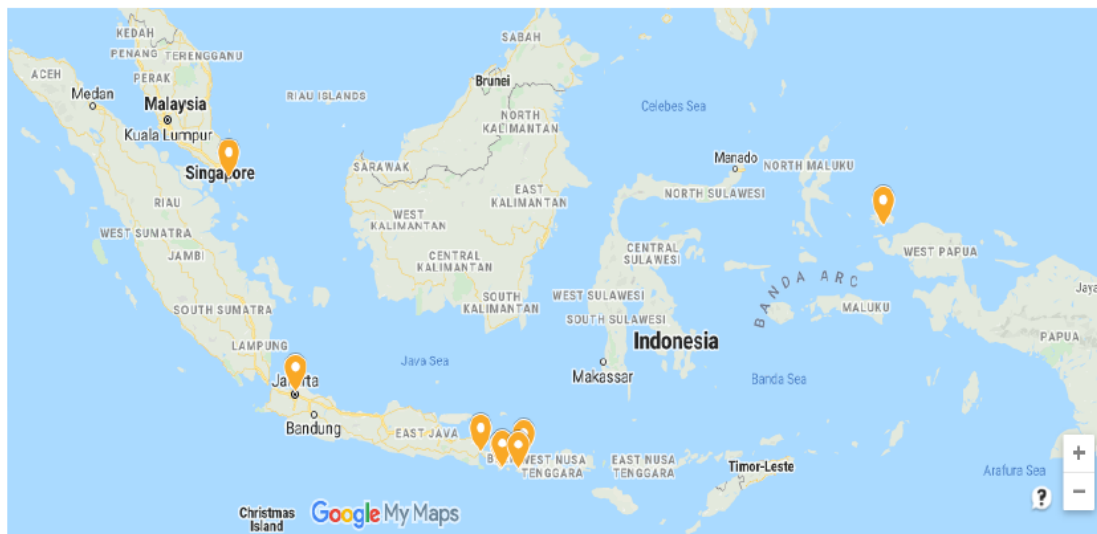 KEDAH
PENANG
TERENGGANU
ACEH
PERAK
Medan
Malaysia
Kuala Lumpur
RIAU ISLANDS
SABAH
Brunei
NORTH
KALIMANTAN
Celebes Sea
Singapore
SARAWAK
Manado
NORTH MALUKU
EAST
KALIMANTAN
NORTH SULAWESI
RIAU
WEST
KALIMANTAN
WEST SUMATRA
JAMBI
CENTRAL
KALIMANTAN
CENTRAL
SULAWESI
WEST PAPUA
BANDA ARC
SOUTH SUMATRA
SOUTH
KALIMANTAN
WEST SULAWESI
SOUTH SULAWESI
MALUKU
Jaya
LAMPUNG
Indonesia
PAPUA
Java Sea
Makassar
Banda Sea
Jakarta
Bandung
EAST JAVA
WEST NUSA
TENGGARA
EAST NUSA
TENGGARA
Timor-Leste
Arafura Sea
+
−
?
Christmas
Island
Google My Maps